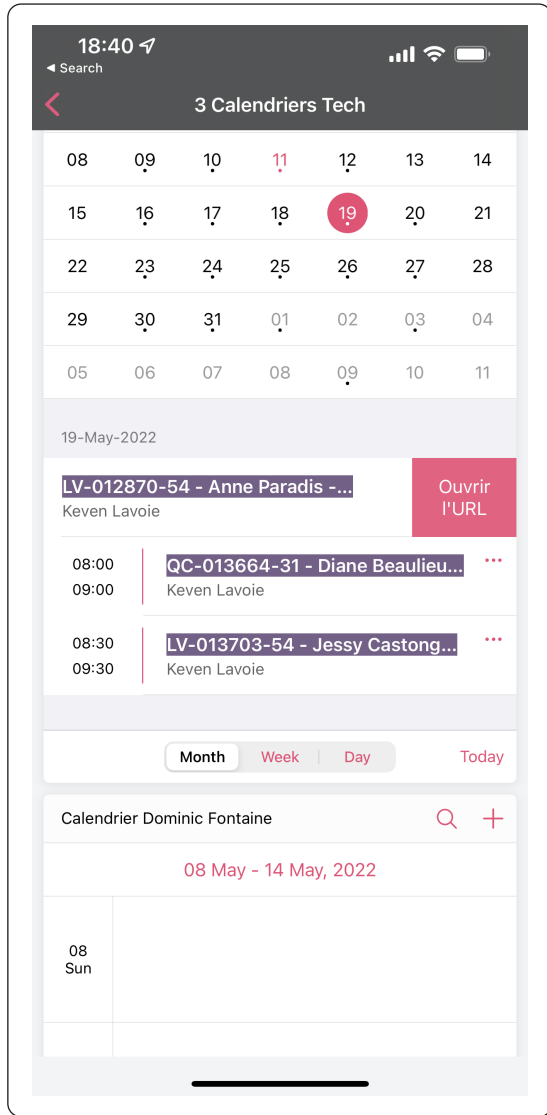 18:40
◀ Search
3 Calendriers Tech
08 09 10 11 12 13 14
15 16 17 18 19 20 21
22 23 24 25 26 27 28
29 30 31 01 02 03 04
05 06 07 08 09 10 11
19-May-2022
LV-012870-54 - Anne Paradis -...
Keven Lavoie
Ouvrir
l'URL
08:00
09:00
QC-013664-31 - Diane Beaulieu...
Keven Lavoie
08:30
09:30
LV-013703-54 - Jessy Castong...
Keven Lavoie
Month Week Day Today
Calendrier Dominic Fontaine
08 May - 14 May, 2022
08
Sun